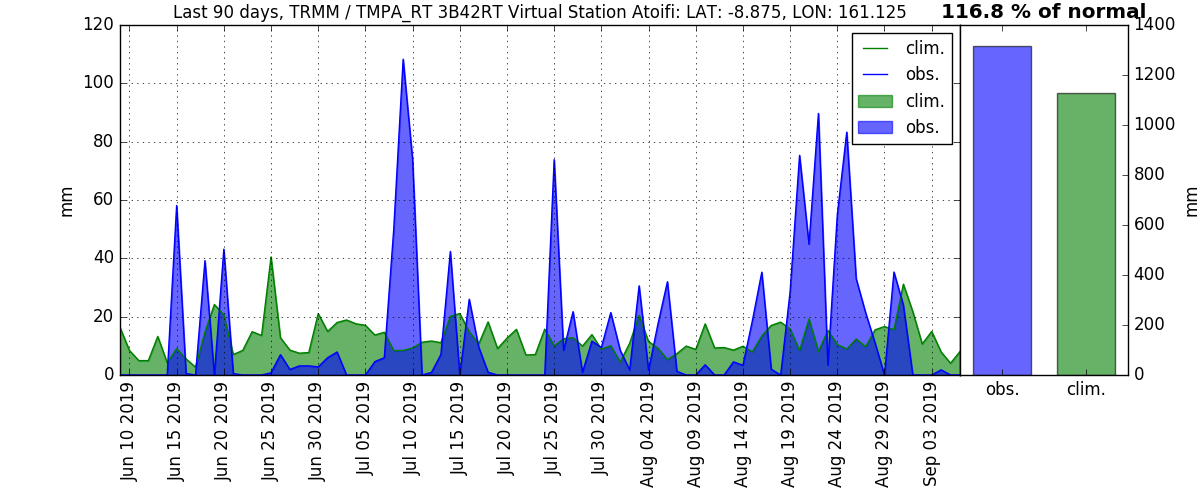 Last 90 days, TRMM / TMPA_RT 3B42RT Virtual Station Atoifi: LAT: -8.875, LON: 161.125
116.8 % of normal
120
100
80
60
40
20
0
mm
clim.
obs.
clim.
obs.
1400
1200
1000
800
600
400
200
0
mm
obs.
clim.
Jun 10 2019
Jun 15 2019
Jun 20 2019
Jun 25 2019
Jun 30 2019
Jul 05 2019
Jul 10 2019
Jul 15 2019
Jul 20 2019
Jul 25 2019
Jul 30 2019
Aug 04 2019
Aug 09 2019
Aug 14 2019
Aug 19 2019
Aug 24 2019
Aug 29 2019
Sep 03 2019